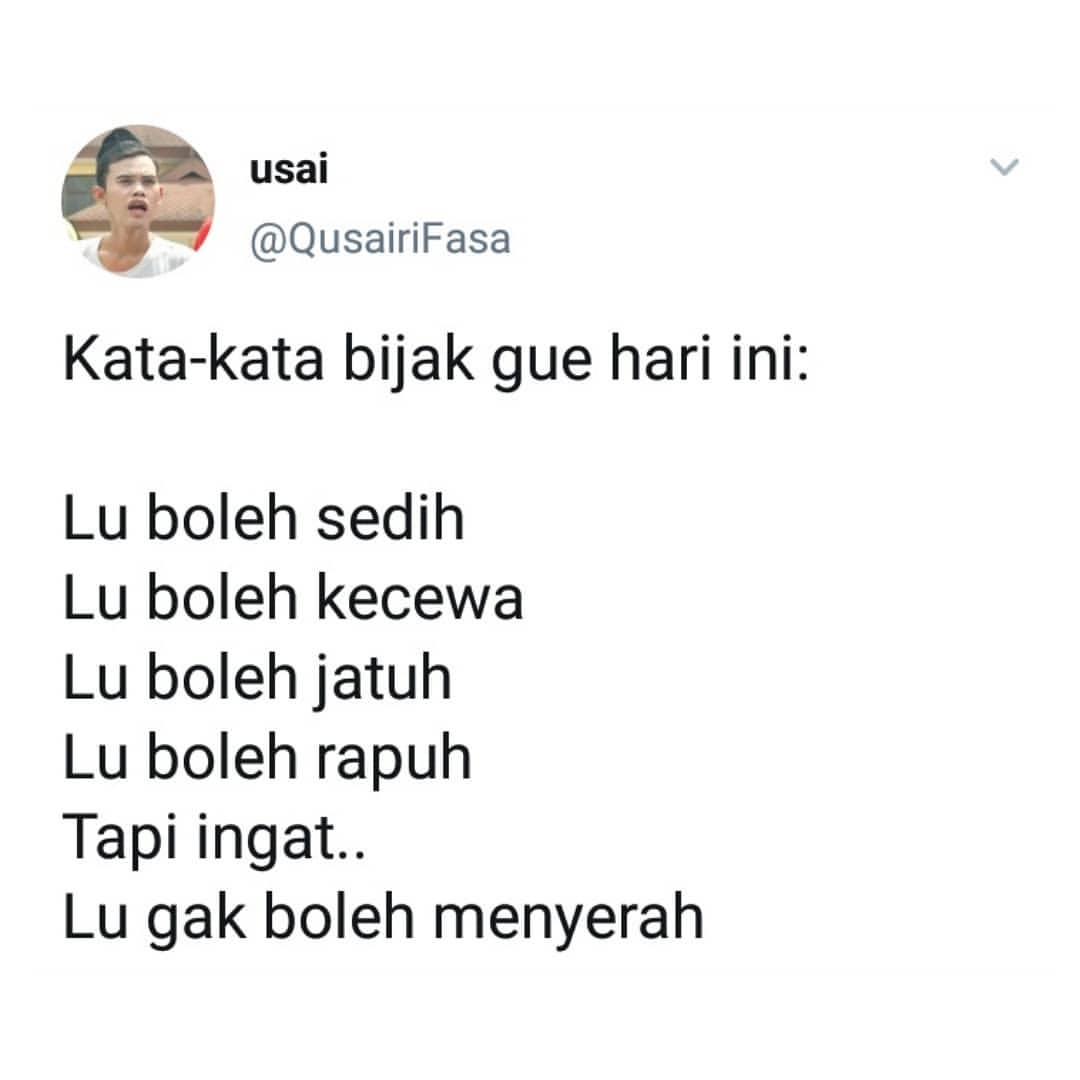 usai
@QusairiFasa
Kata-kata bijak gue hari ini:
Lu boleh sedih
Lu boleh kecewa
Lu boleh jatuh
Lu boleh rapuh
Tapi ingat..
Lu gak boleh menyerah